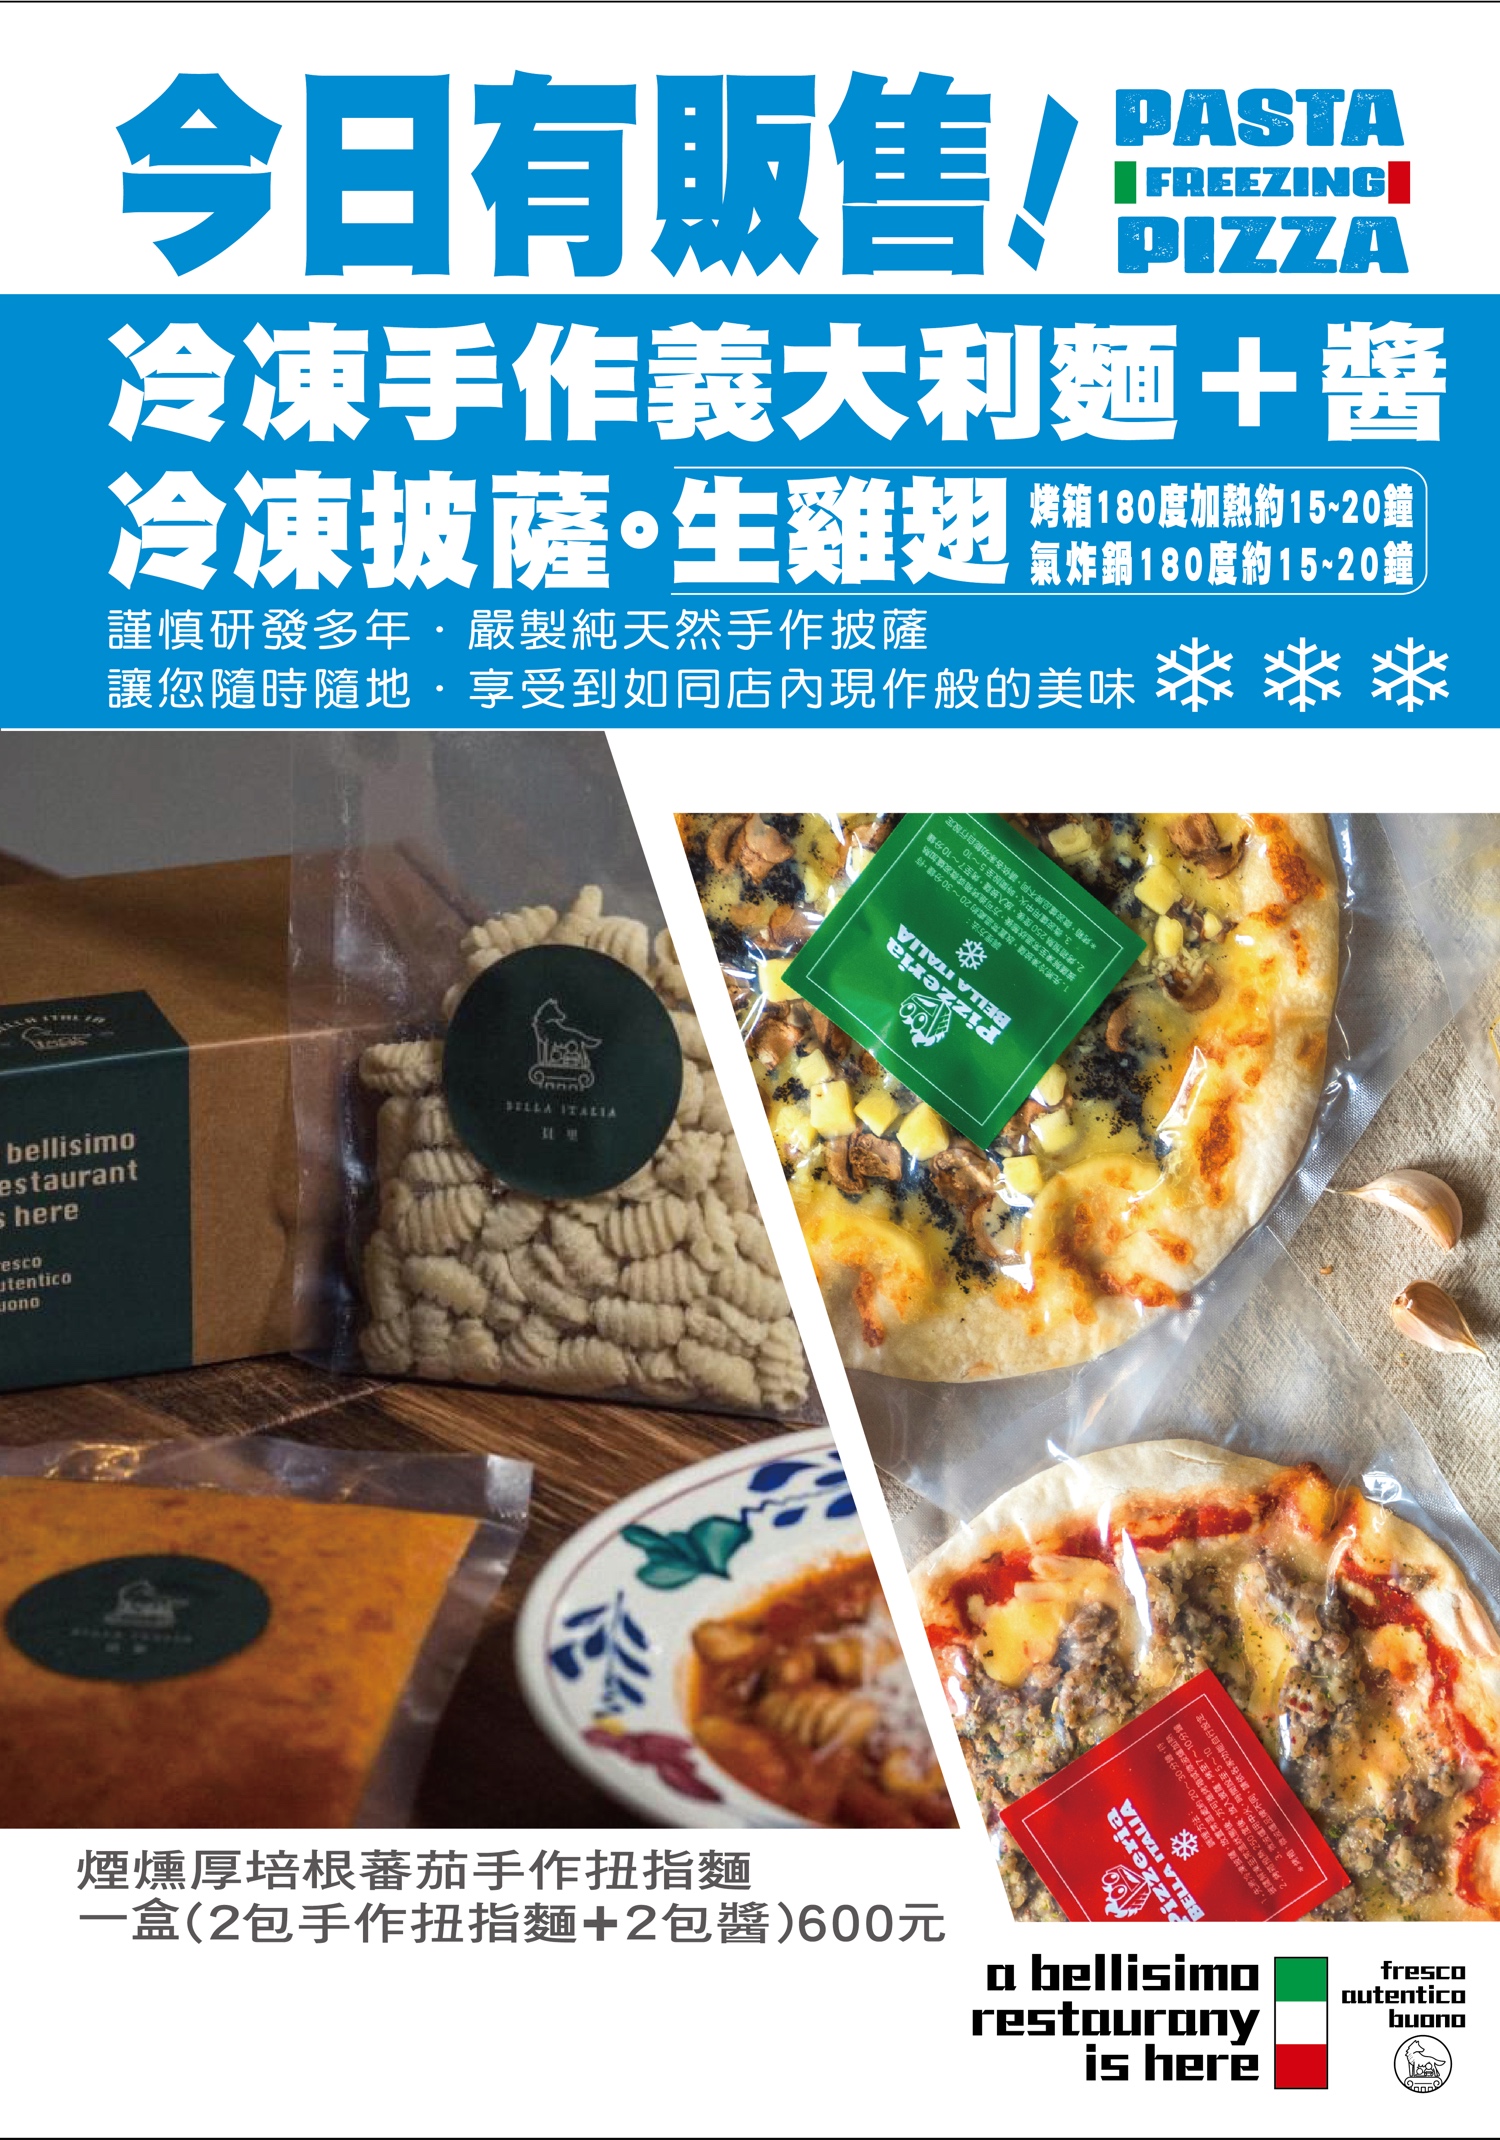 今日有販售!
PASTA
FREEZING
PIZZA
冷凍手作義大利麵+醬
冷凍披薩•生雞翅
烤箱180度加熱約15~20鐘
氣炸鍋180度約15~20鐘
謹慎研發多年・嚴製純天然手作披薩
讓您隨時隨地・享受到如同店內現作般的美味
BELLA ITALIA
bellisimo
estaurant
s here
esco
utentico
uono
BELLA ITALIA
貝里
Pizzeria
BELLA ITALIA
Pizzeria
BELLA ITALIA
煙燻厚培根蕃茄手作扭指麵
一盒(2包手作扭指麵+2包醬)600元
a bellisimo
restaurany
is here
fresco
autentico
buono